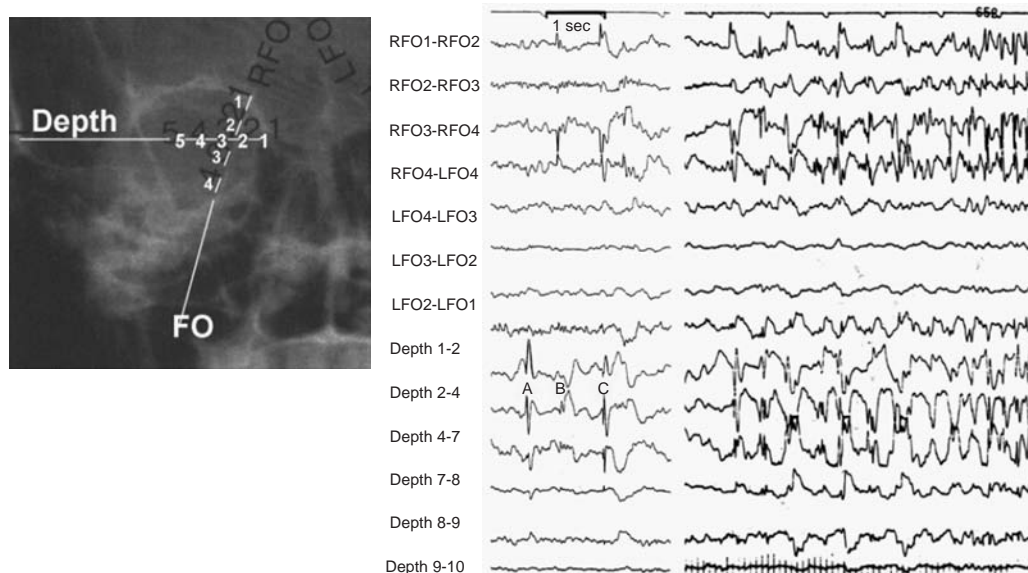 RFO
LFO
1
2
Depth 5 4 3 2 1
3
4
FO
658
1 sec
RFO1-RFO2
RFO2-RFO3
RFO3-RFO4
RFO4-LFO4
LFO4-LFO3
LFO3-LFO2
LFO2-LFO1
Depth 1-2
A B C
Depth 2-4
Depth 4-7
Depth 7-8
Depth 8-9
Depth 9-10